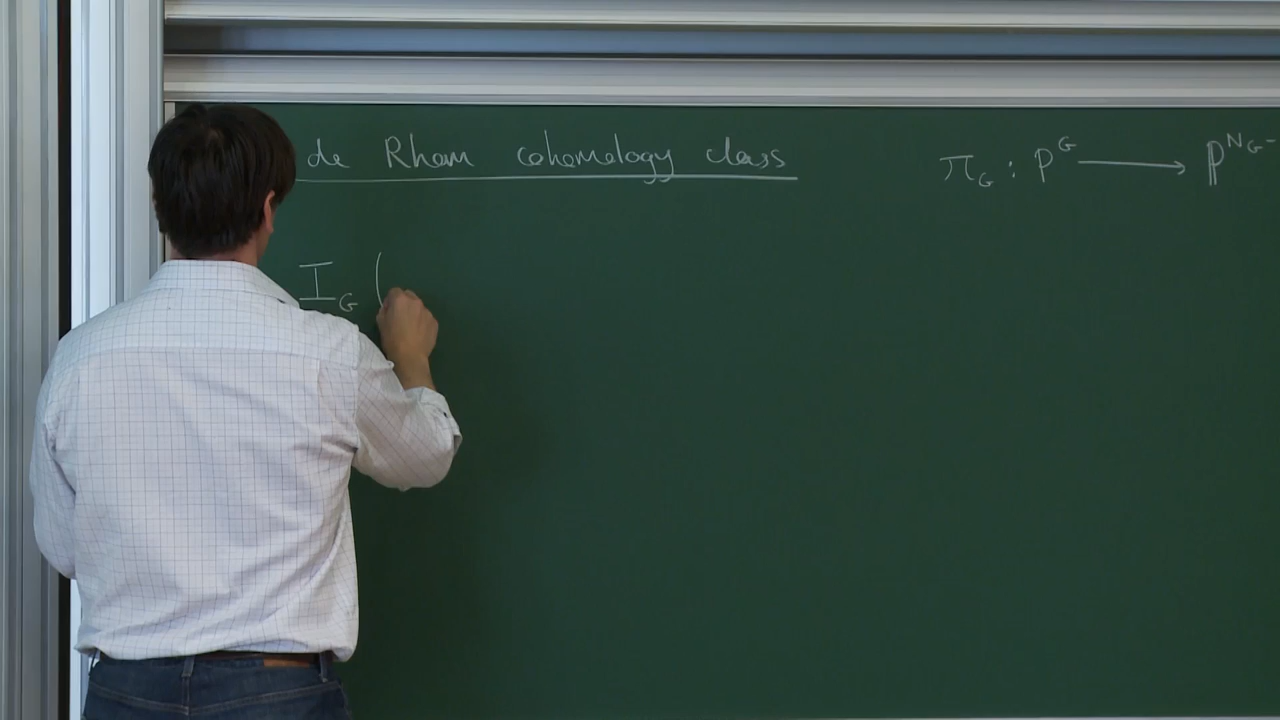 de Rham cohomology class
π_G : P^G ⟶ ℙ^{N_G -
I_G (